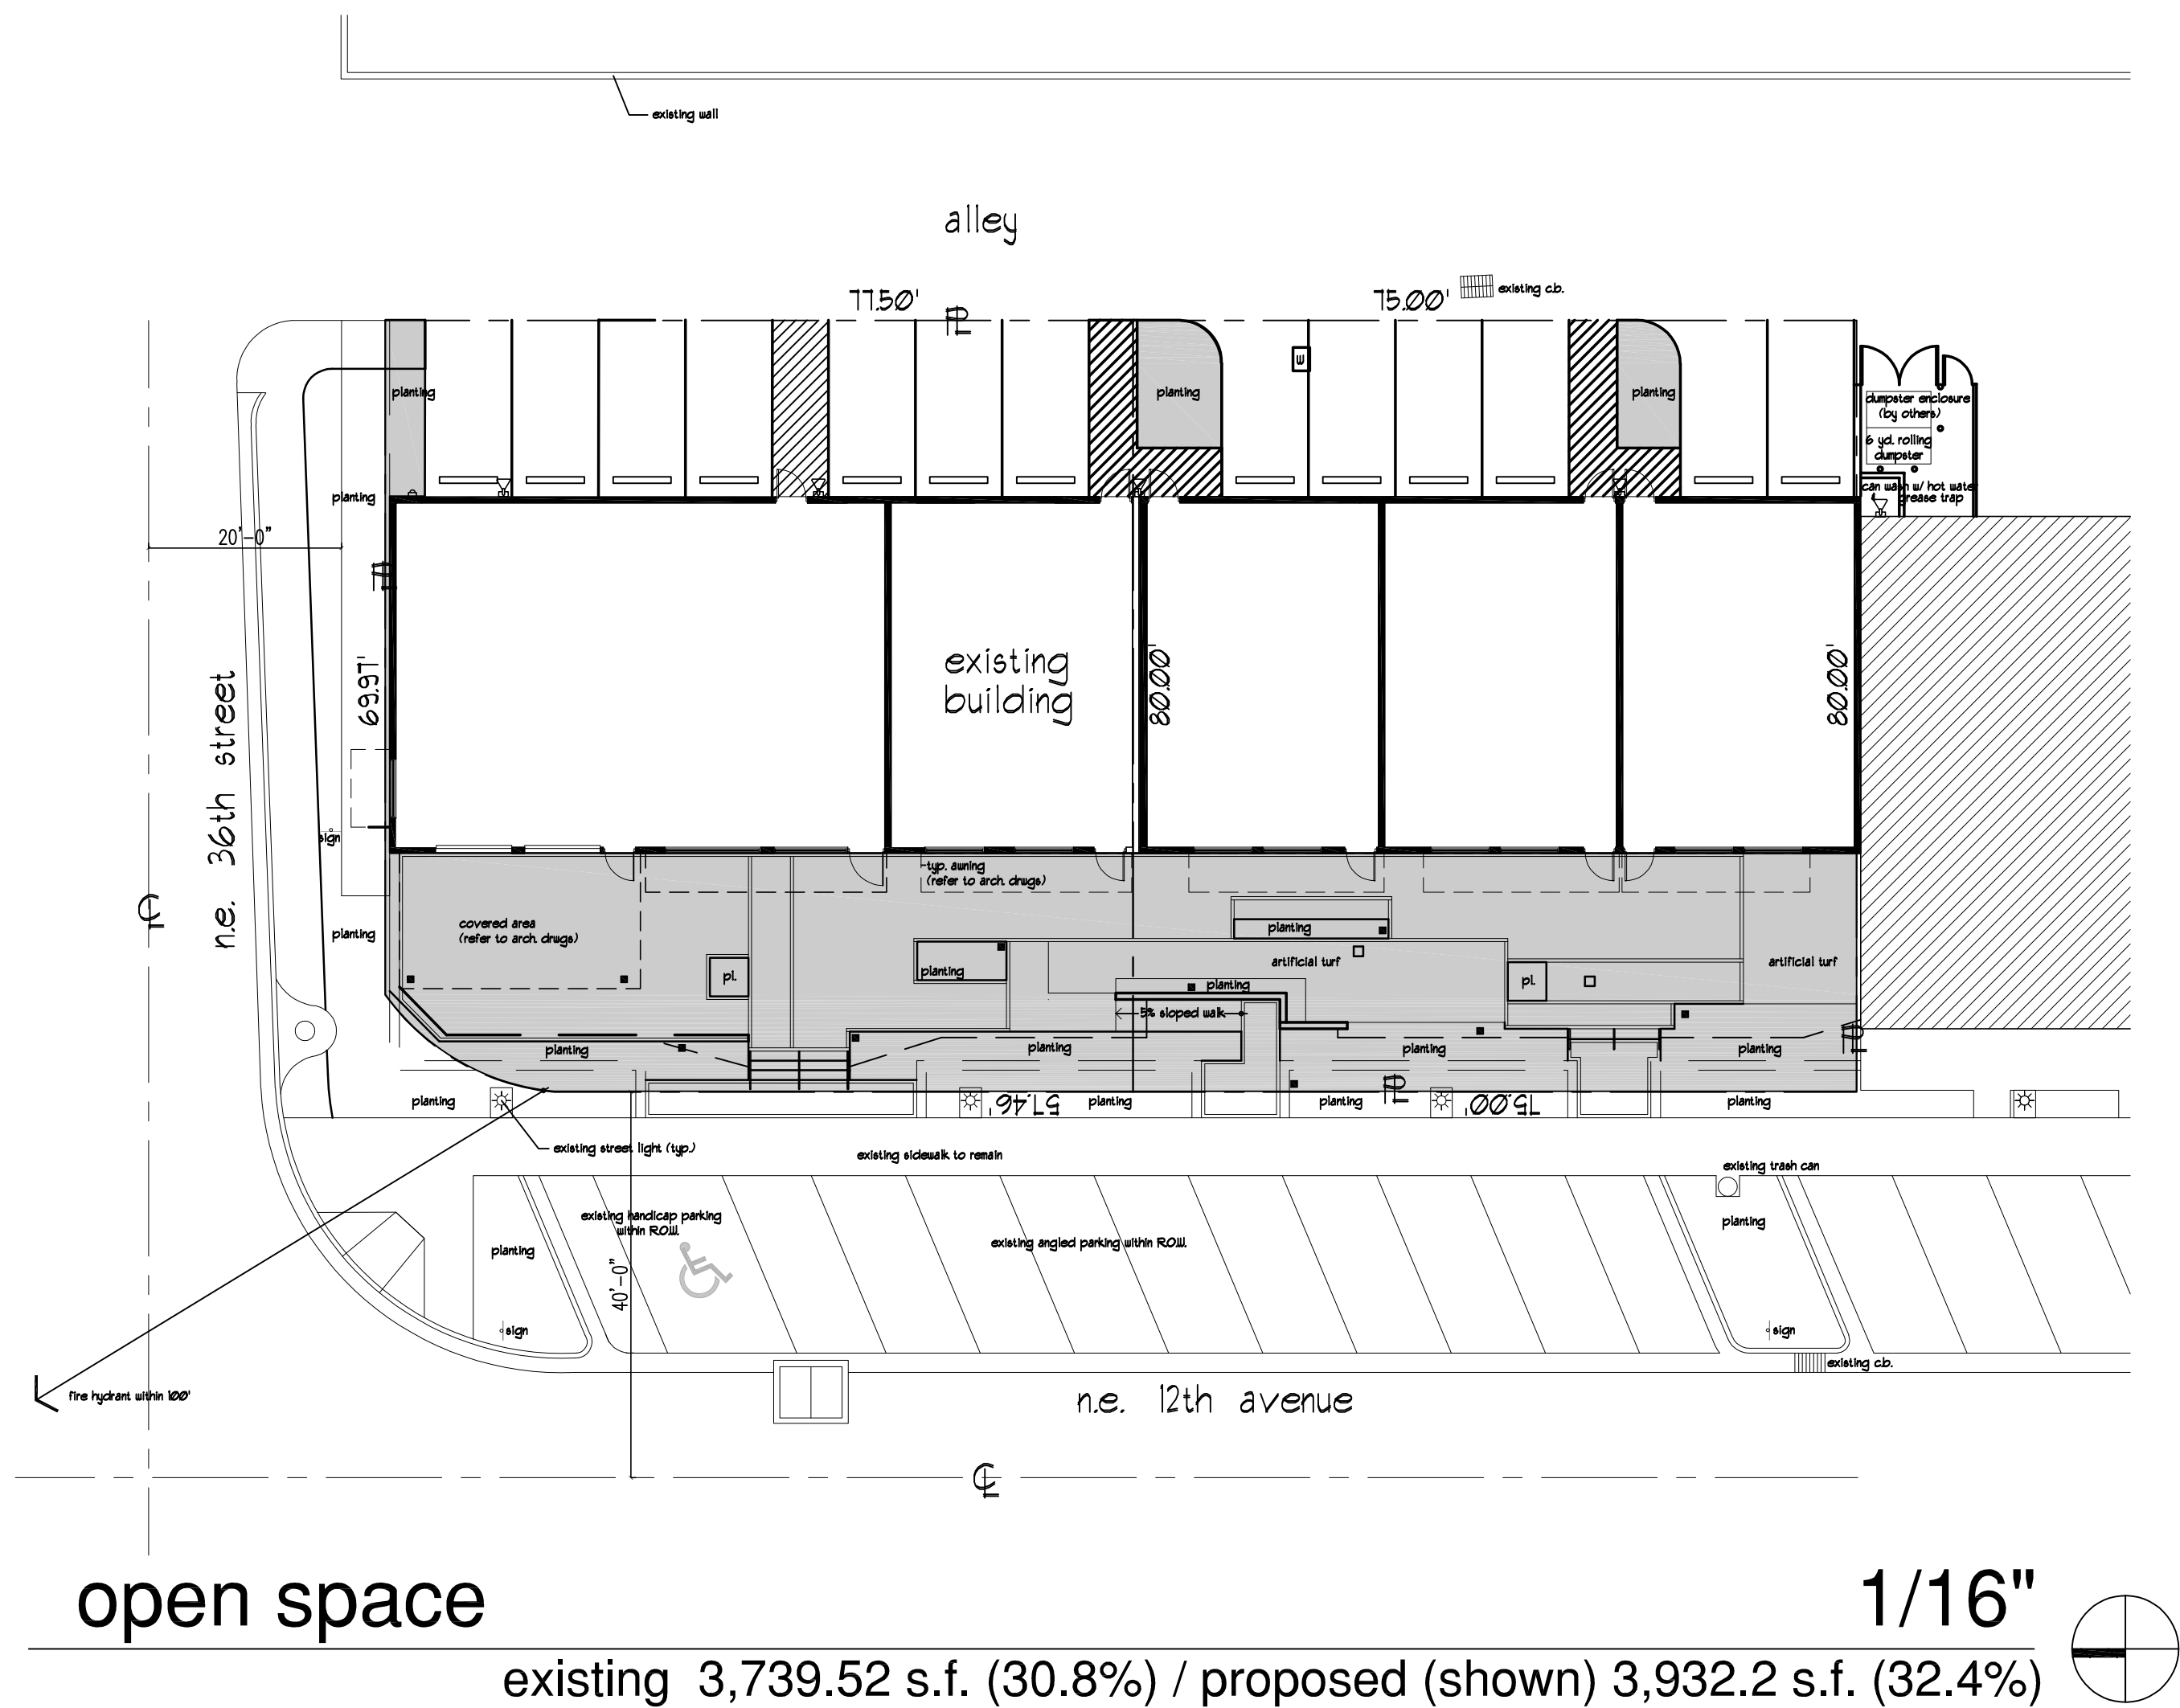 existing wall
alley
77.50'
75.00'
existing c.b.
planting
planting
planting
dumpster enclosure
(by others)
6 yd. rolling
dumpster
can wash w/ hot water
grease trap
planting
20'-0"
E
69.97'
n.e. 36th street
existing
building
80.00'
80.00'
sign
typ. awning
(refer to arch. drwgs)
covered area
(refer to arch. drwgs)
planting
planting
planting
pl.
artificial turf
artificial turf
planting
pl.
5% sloped walk
planting
planting
planting
planting
planting
57.46'
planting
planting
75.00'
planting
existing street light (typ.)
existing sidewalk to remain
existing trash can
existing handicap parking
within R.O.W.
planting
planting
existing angled parking within R.O.W.
40'-0"
sign
sign
existing c.b.
fire hydrant within 100'
n.e. 12th avenue
open space
1/16"
existing 3,739.52 s.f. (30.8%) / proposed (shown) 3,932.2 s.f. (32.4%)